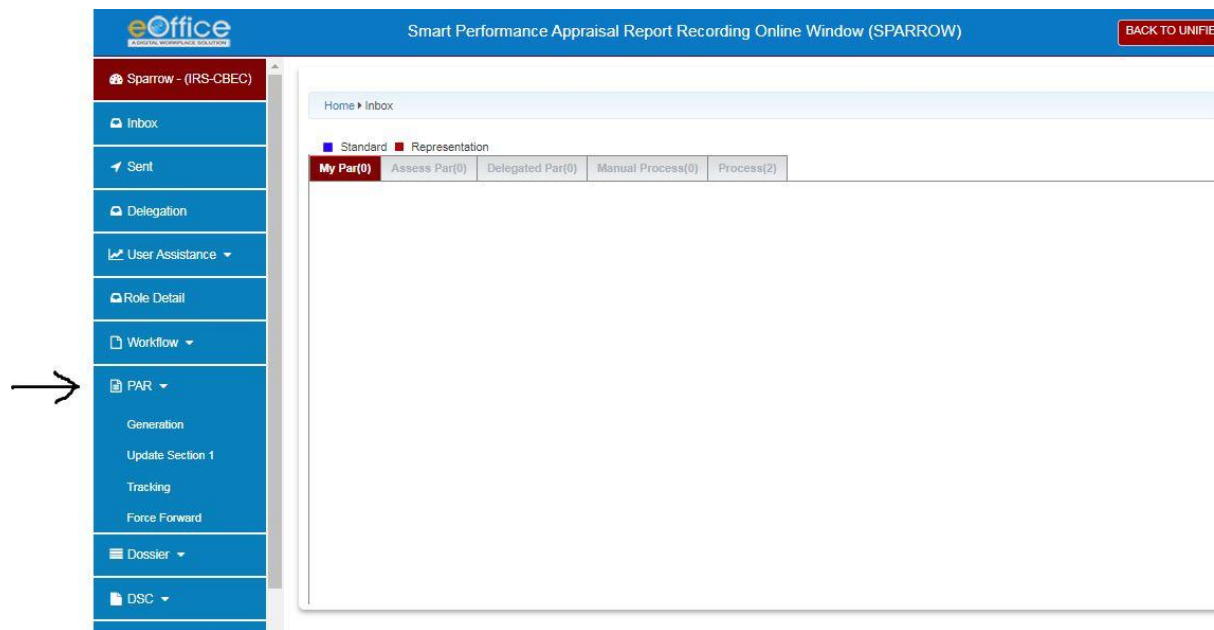 eOffice
A DIGITAL WORKPLACE SOLUTION
Smart Performance Appraisal Report Recording Online Window (SPARROW)
BACK TO UNIFIE
Sparrow - (IRS-CBEC)
Inbox
Sent
Delegation
User Assistance
Role Detail
Workflow
PAR
Generation
Update Section 1
Tracking
Force Forward
Dossier
DSC
Home Inbox
Standard Representation
My Par(0) Assess Par(0) Delegated Par(0) Manual Process(0) Process(2)